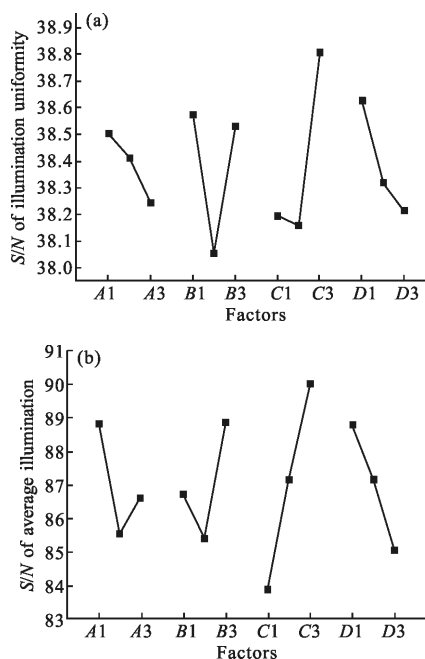 (a)
S/N of illumination uniformity
38.9
38.8
38.7
38.6
38.5
38.4
38.3
38.2
38.1
38.0
A1 A3 B1 B3 C1 C3 D1 D3
Factors
(b)
S/N of average illumination
91
90
89
88
87
86
85
84
83
A1 A3 B1 B3 C1 C3 D1 D3
Factors